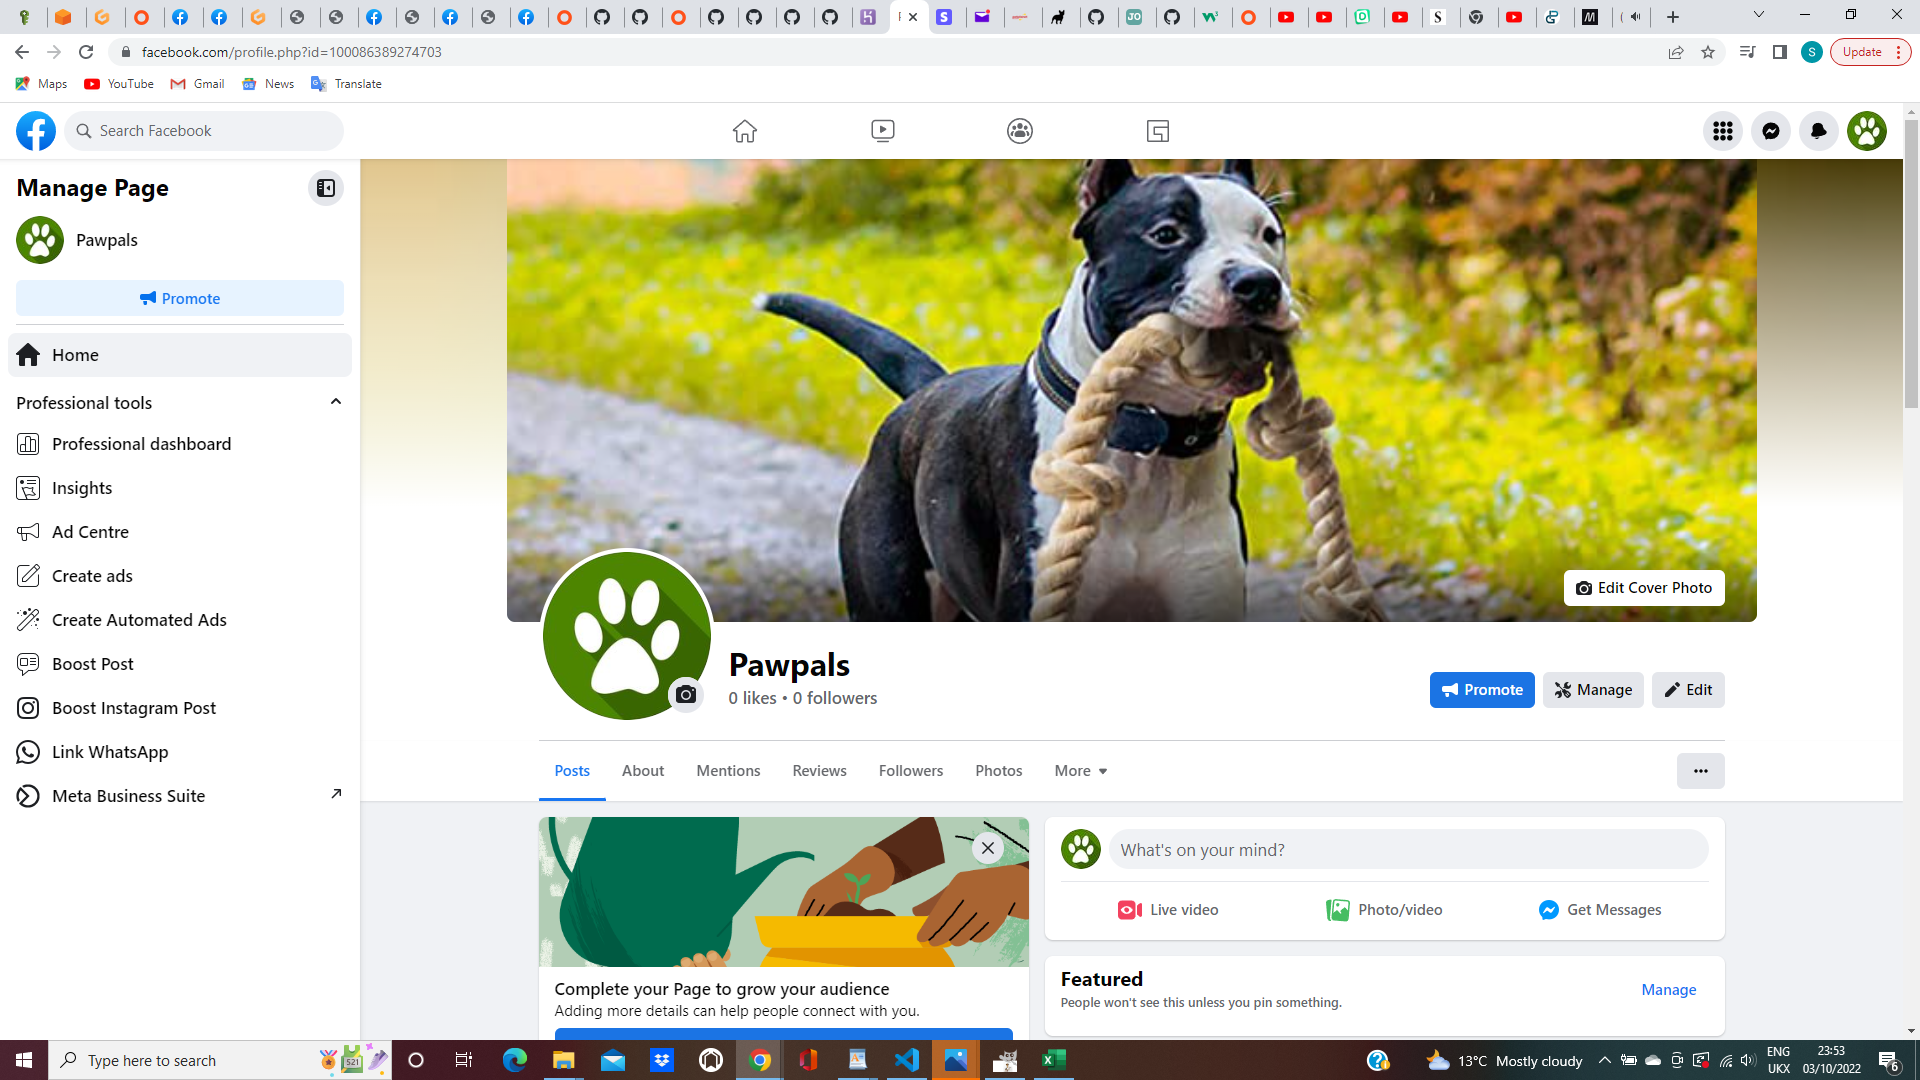 facebook.com/profile.php?id=100086389274703
S
Update
Maps
YouTube
Gmail
News
Translate
Search Facebook
Manage Page
Pawpals
Promote
Home
Professional tools
Professional dashboard
Insights
Ad Centre
Create ads
Create Automated Ads
Boost Post
Boost Instagram Post
Link WhatsApp
Meta Business Suite
Edit Cover Photo
Pawpals
0 likes • 0 followers
Promote
Manage
Edit
Posts
About
Mentions
Reviews
Followers
Photos
More
What's on your mind?
Live video
Photo/video
Get Messages
Complete your Page to grow your audience
Adding more details can help people connect with you.
Featured
People won't see this unless you pin something.
Manage
Type here to search
521
13°C Mostly cloudy
ENG
UKX
23:53
03/10/2022
6